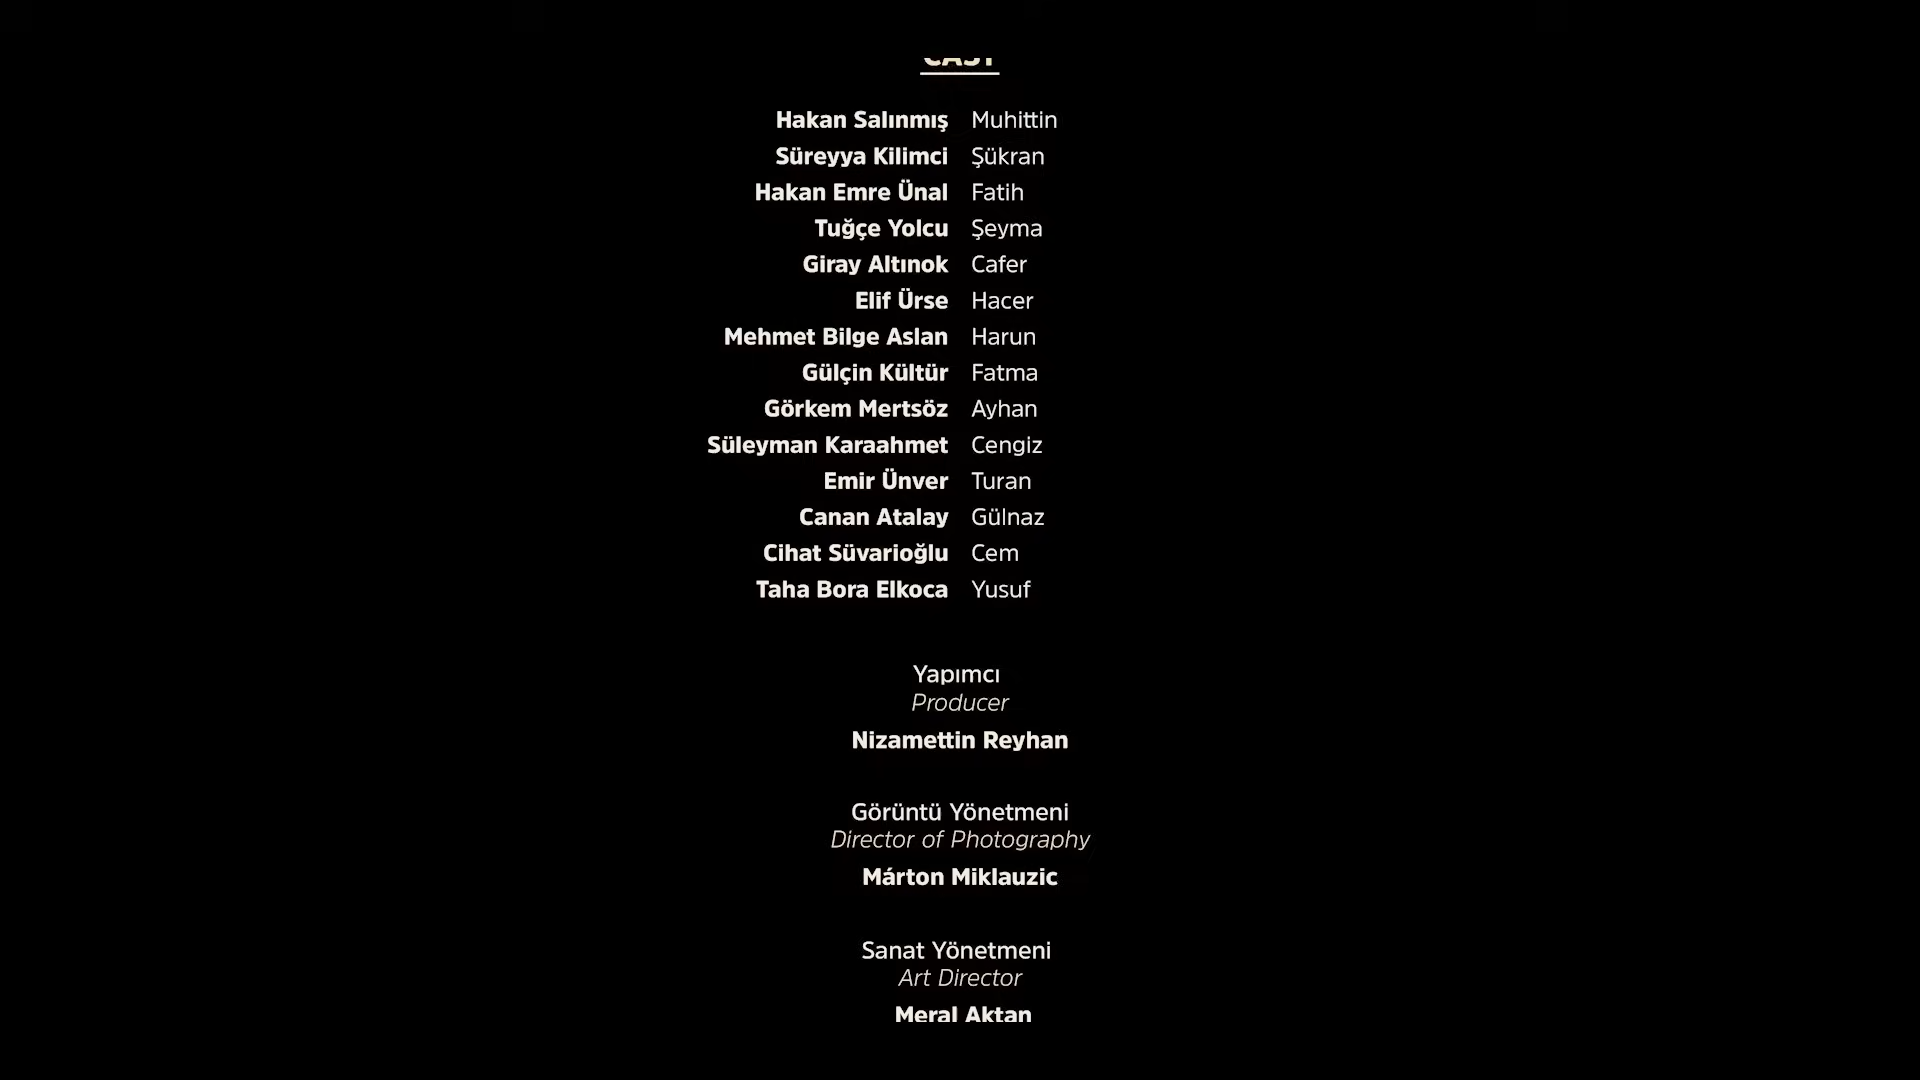 CAST
Hakan Salınmış Muhittin
Süreyya Kilimci Şükran
Hakan Emre Ünal Fatih
Tuğçe Yolcu Şeyma
Giray Altınok Cafer
Elif Ürse Hacer
Mehmet Bilge Aslan Harun
Gülçin Kültür Fatma
Görkem Mertsöz Ayhan
Süleyman Karaahmet Cengiz
Emir Ünver Turan
Canan Atalay Gülnaz
Cihat Süvarioğlu Cem
Taha Bora Elkoca Yusuf
Yapımcı
Producer
Nizamettin Reyhan
Görüntü Yönetmeni
Director of Photography
Márton Miklauzic
Sanat Yönetmeni
Art Director
Meral Aktan